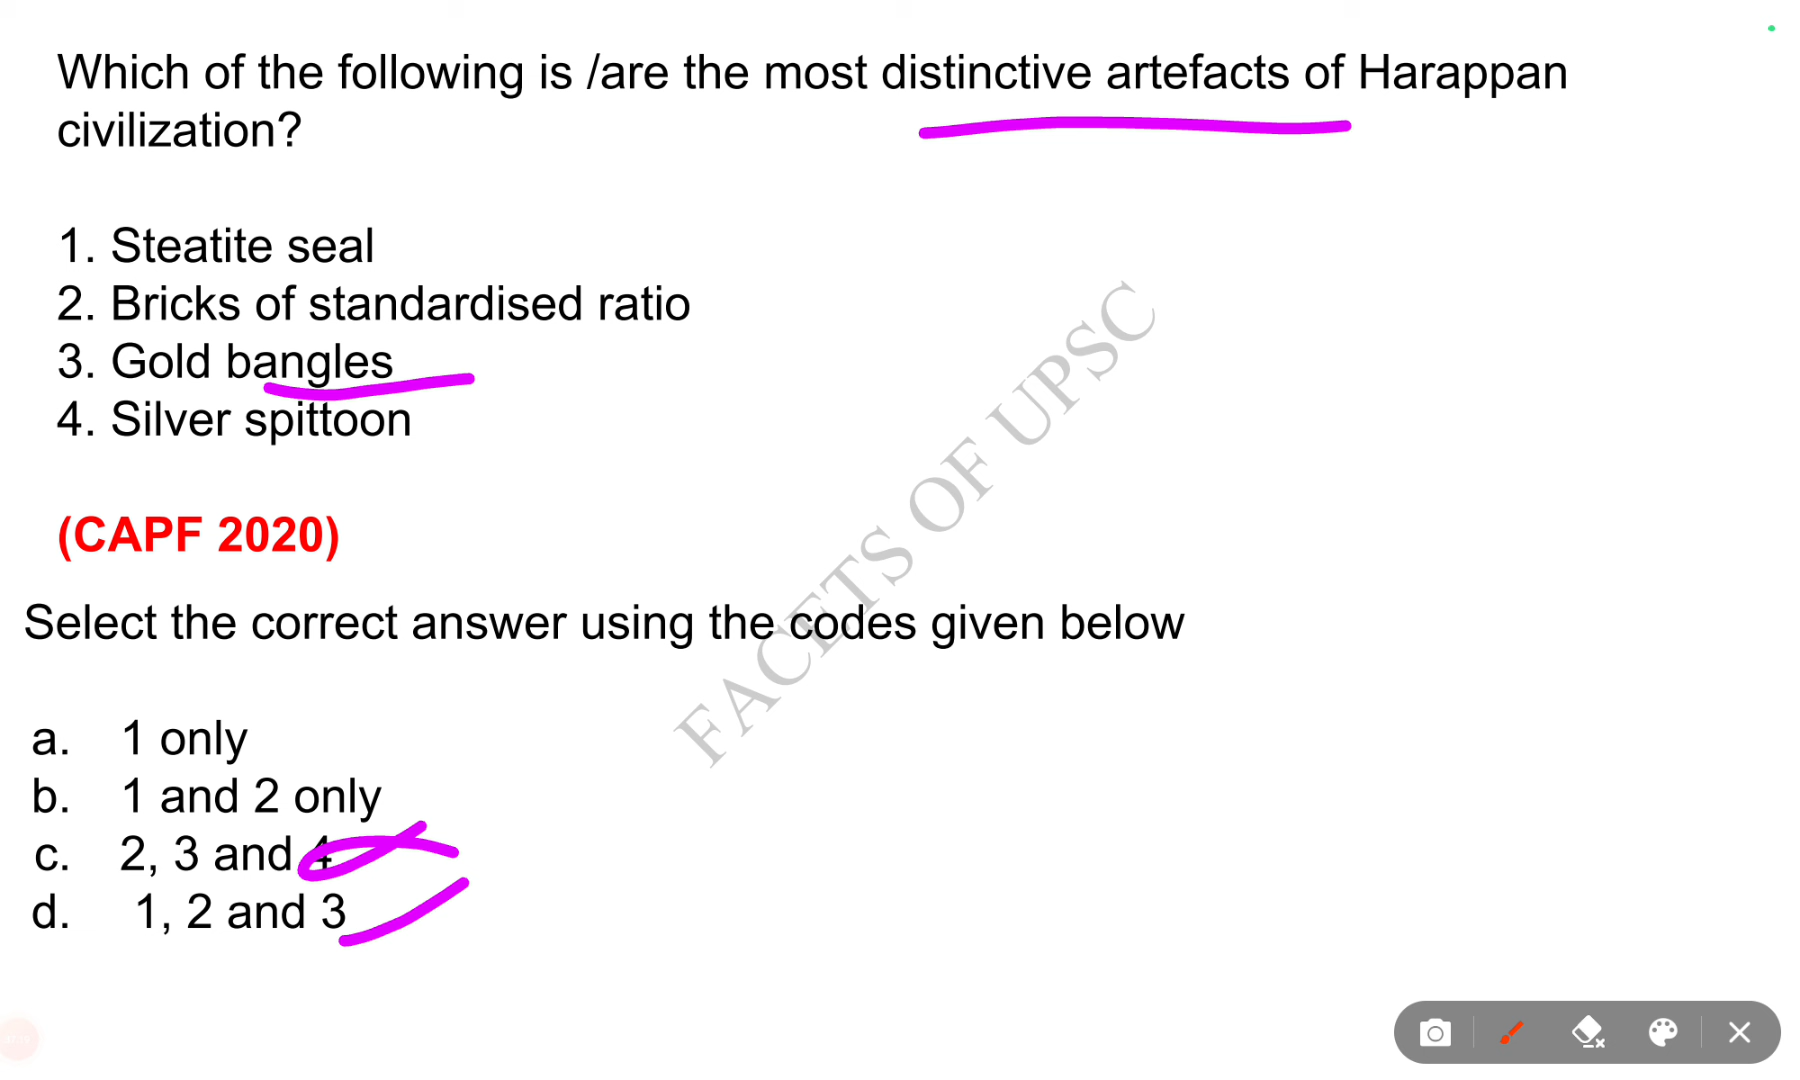 Which of the following is /are the most distinctive artefacts of Harappan
civilization?
1. Steatite seal
2. Bricks of standardised ratio
3. Gold bangles
4. Silver spittoon
(CAPF 2020)
FACETS OF UPSC
Select the correct answer using the codes given below
a. 1 only
b. 1 and 2 only
c. 2, 3 and 4
d. 1, 2 and 3